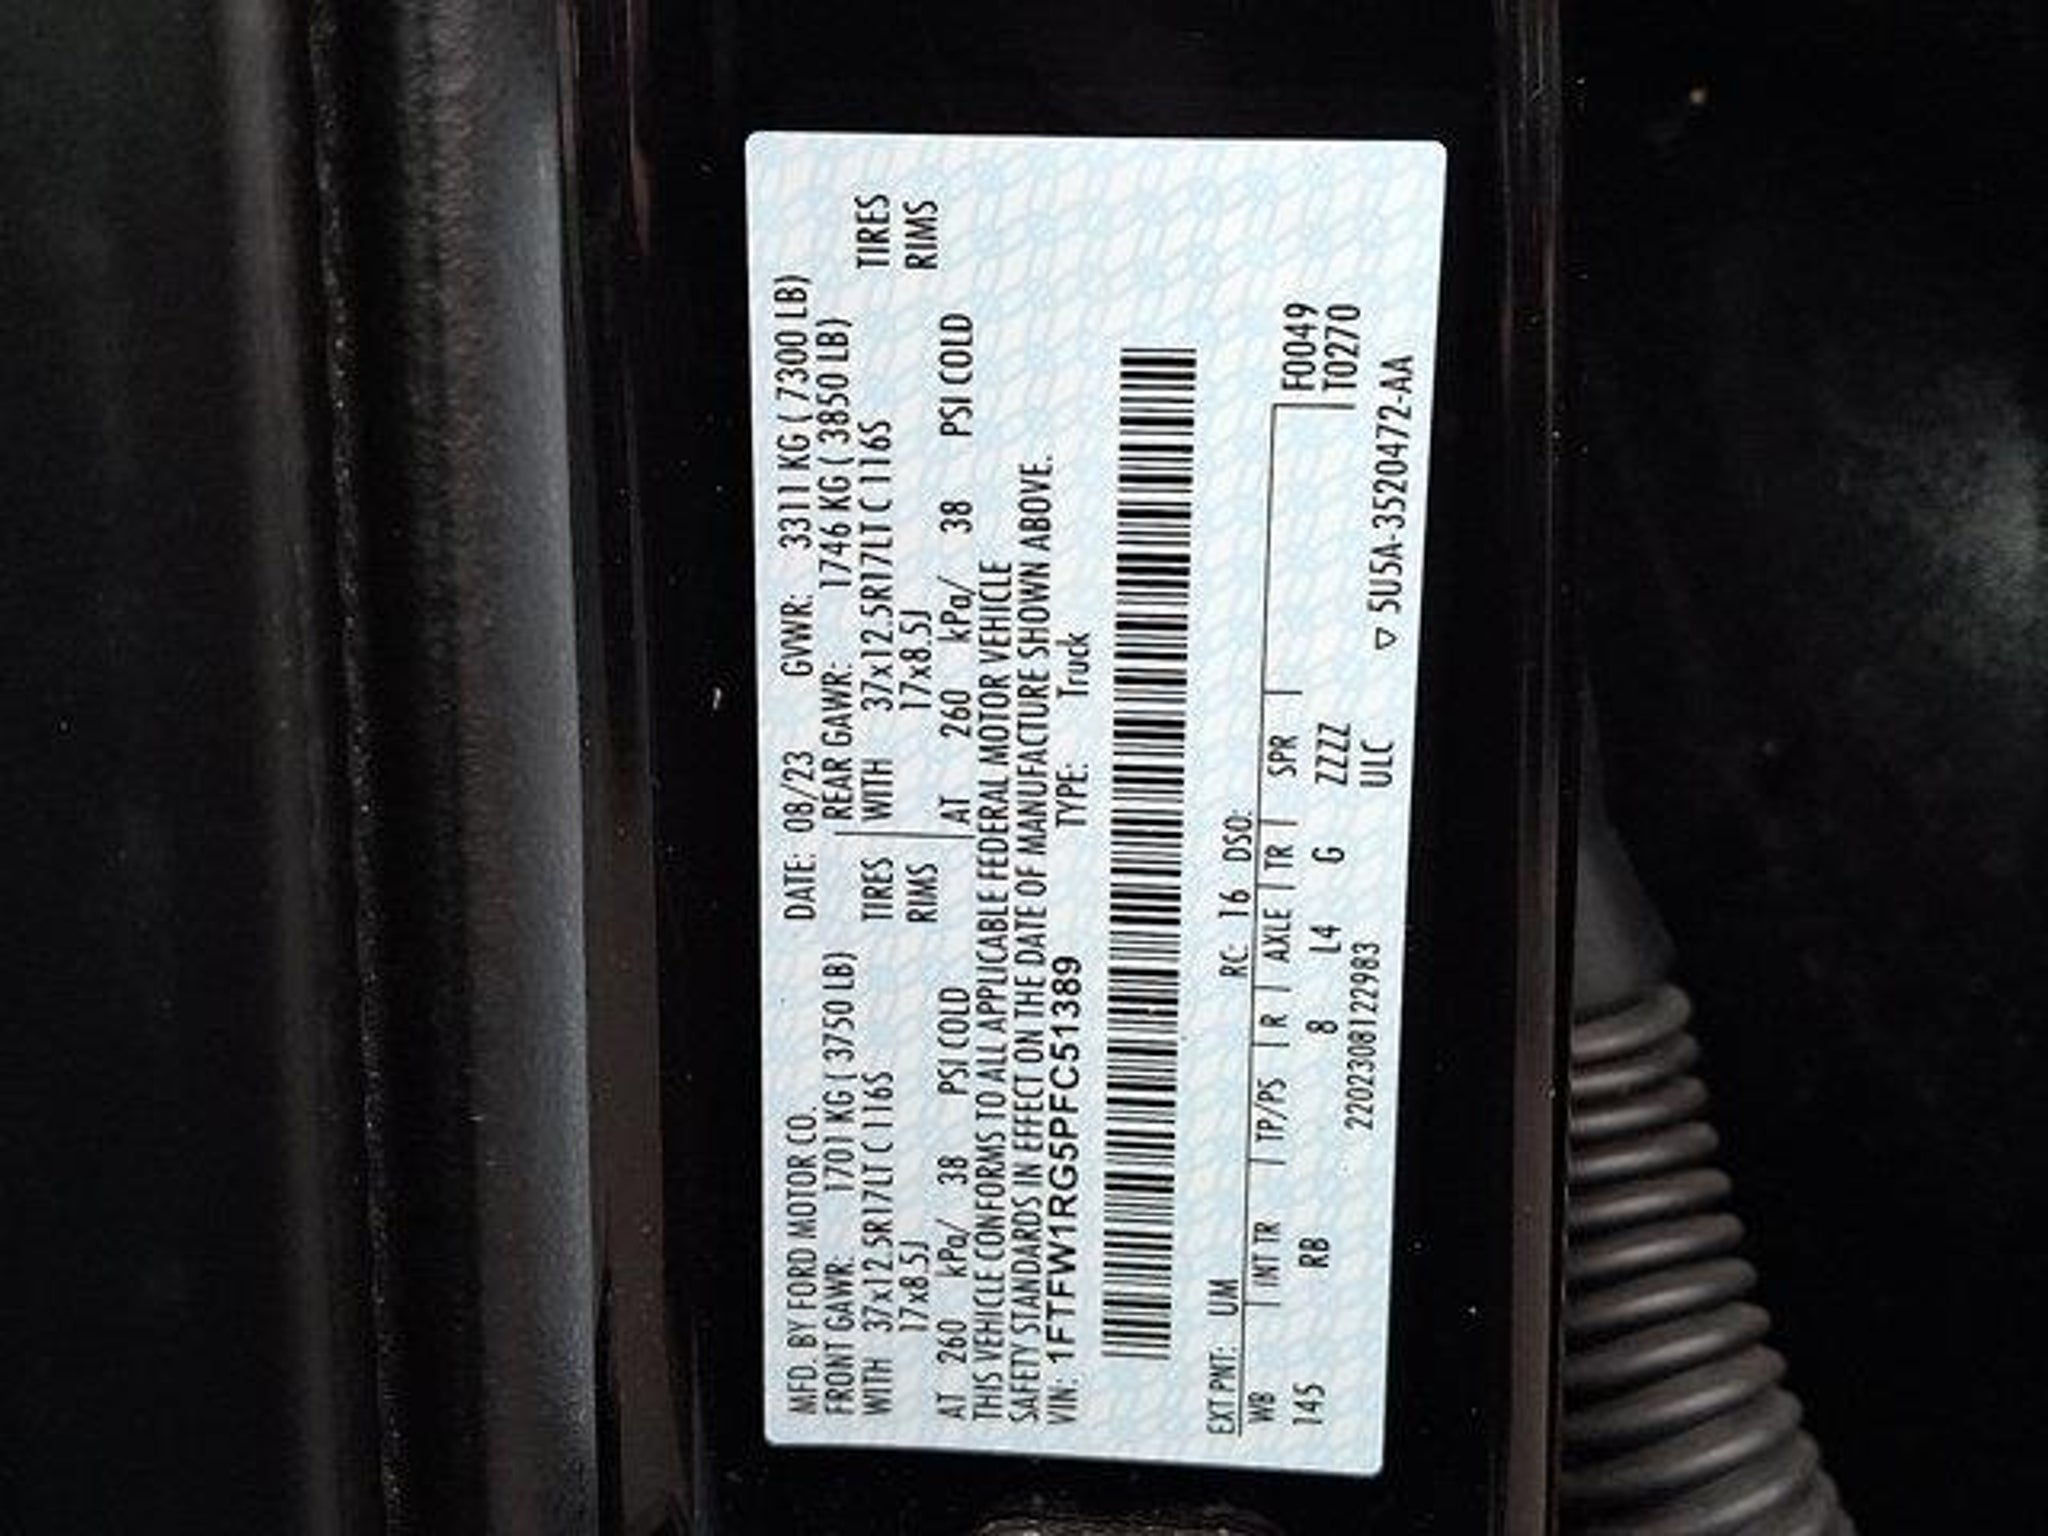 MFD. BY FORD MOTOR CO. DATE: 08/23 GVWR: 3311 KG ( 7300 LB)
FRONT GAWR: 1701 KG ( 3750 LB) REAR GAWR: 1746 KG ( 3850 LB)
WITH 37x12.5R17LT C 116S TIRES WITH 37x12.5R17LT C 116S TIRES
17x8.5J RIMS 17x8.5J RIMS
AT 260 kPa/ 38 PSI COLD AT 260 kPa/ 38 PSI COLD
THIS VEHICLE CONFORMS TO ALL APPLICABLE FEDERAL MOTOR VEHICLE
SAFETY STANDARDS IN EFFECT ON THE DATE OF MANUFACTURE SHOWN ABOVE.
VIN: 1FTFW1RG5PFC51389 TYPE: Truck
EXT PNT: UM RC: 16 DSO:
WB INT TR TP/PS R AXLE TR SPR F0049
145 RB 8 L4 G ZZZZ T0270
2202308122983 ULC ▽ 5U5A-3520472-AA